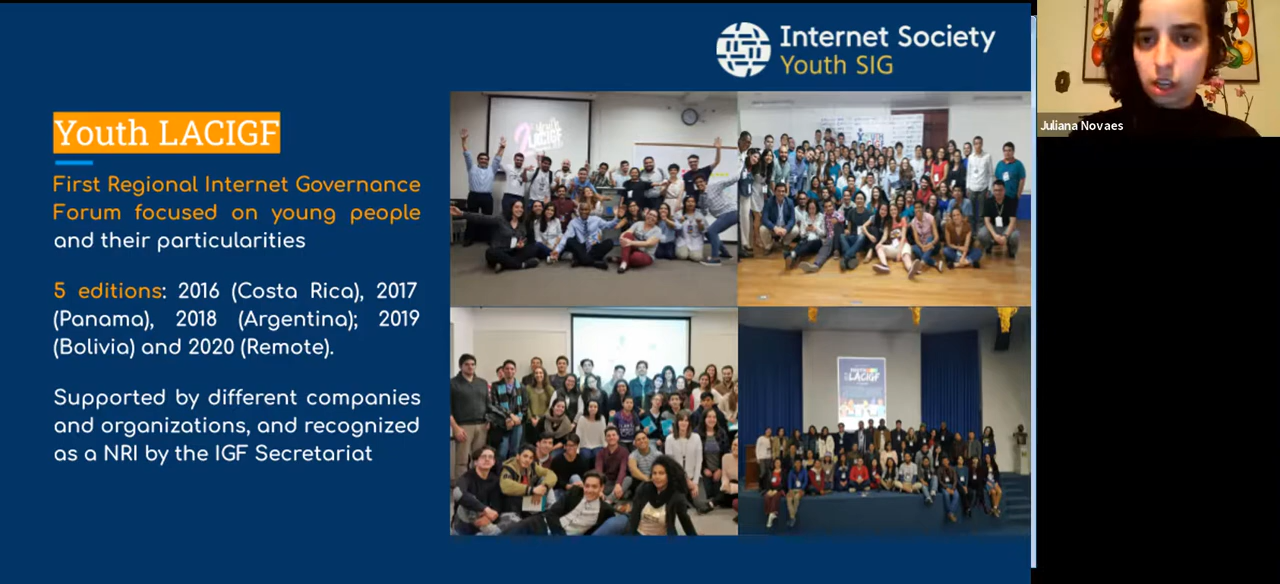 Internet Society
Youth SIG
Youth LACIGF
First Regional Internet Governance
Forum focused on young people
and their particularities
5 editions: 2016 (Costa Rica), 2017
(Panama), 2018 (Argentina); 2019
(Bolivia) and 2020 (Remote).
Supported by different companies
and organizations, and recognized
as a NRI by the IGF Secretariat
LACIGF
LACIGF
Juliana Novaes